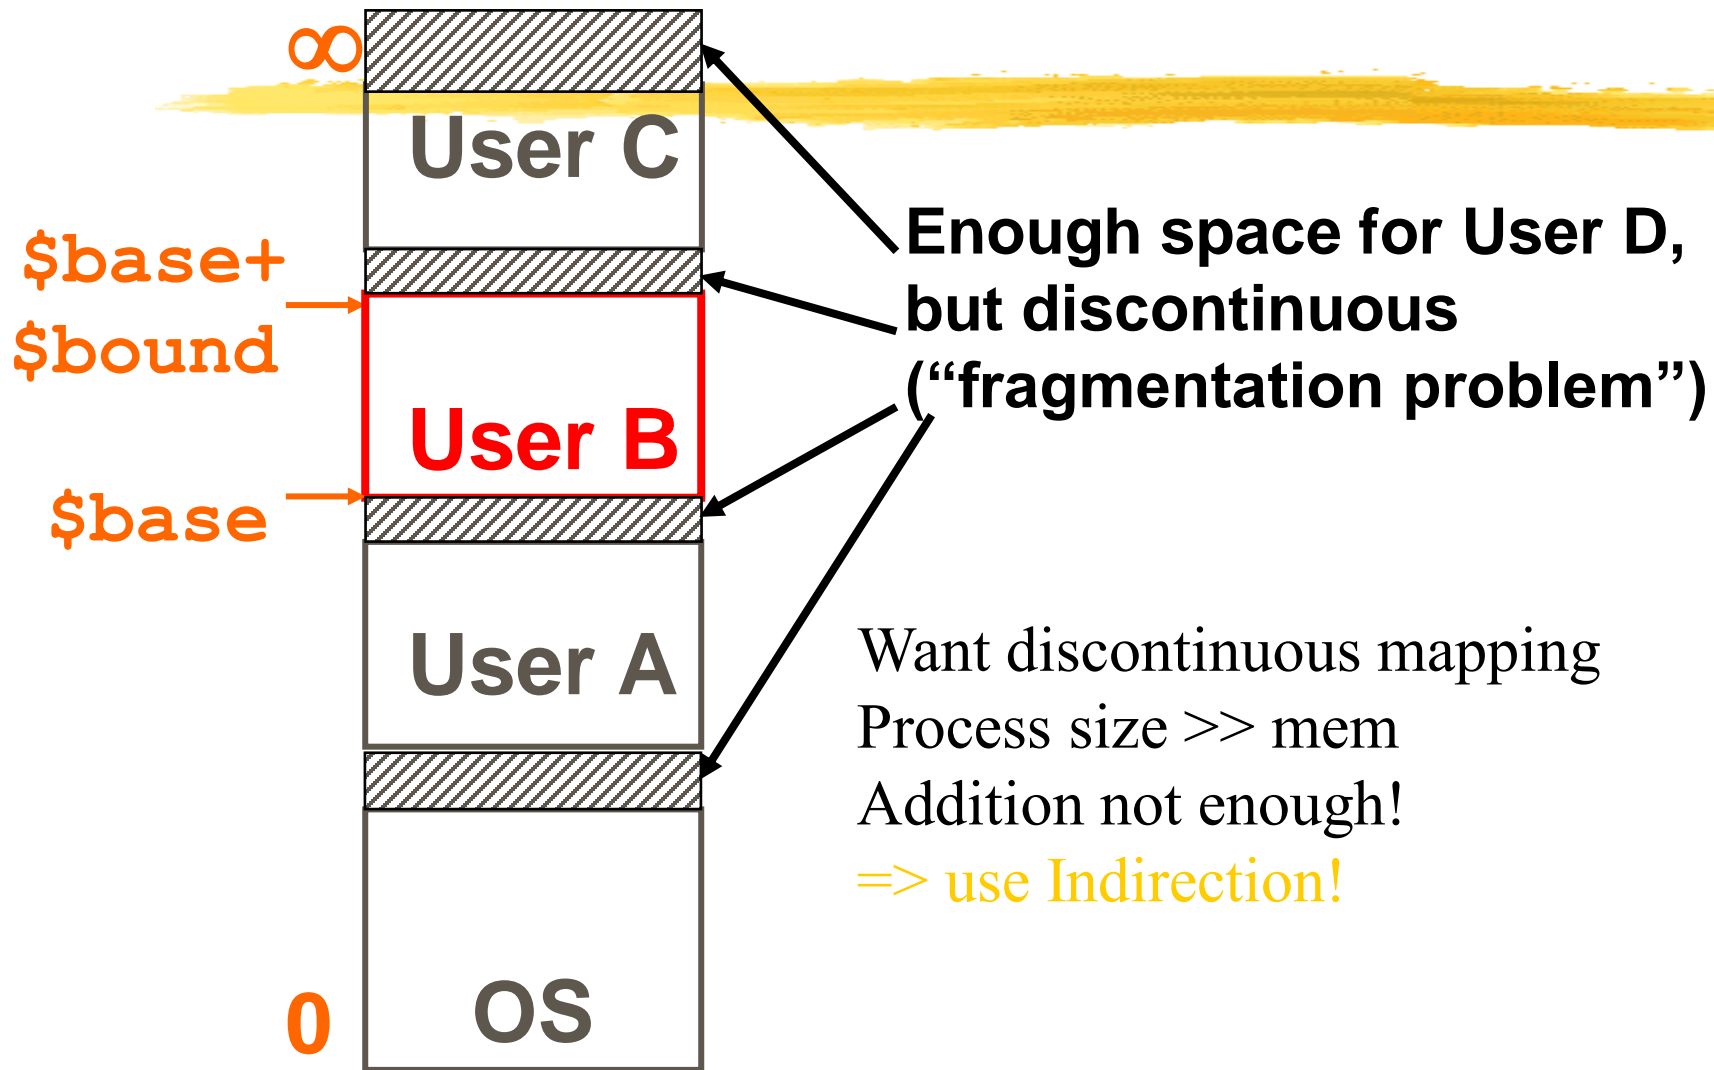 ∞
User C
$base+
$bound
Enough space for User D,
but discontinuous
(“fragmentation problem”)
User B
$base
User A
Want discontinuous mapping
Process size >> mem
Addition not enough!
=> use Indirection!
OS
0